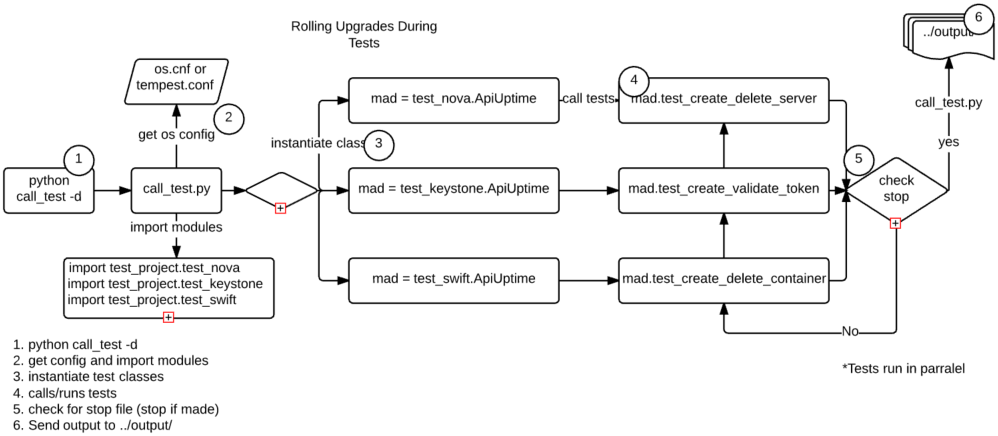 Rolling Upgrades During
Tests
6
../output/
os.cnf or
tempest.conf
2
get os config
1
python
call_test -d
call_test.py
import modules
import test_project.test_nova
import test_project.test_keystone
import test_project.test_swift
instantiate class
3
mad = test_nova.ApiUptime
call tests
4
mad.test_create_delete_server
mad = test_keystone.ApiUptime
mad.test_create_validate_token
mad = test_swift.ApiUptime
mad.test_create_delete_container
5
check
stop
call_test.py
yes
No
*Tests run in parralel
1. python call_test -d
2. get config and import modules
3. instantiate test classes
4. calls/runs tests
5. check for stop file (stop if made)
6. Send output to ../output/